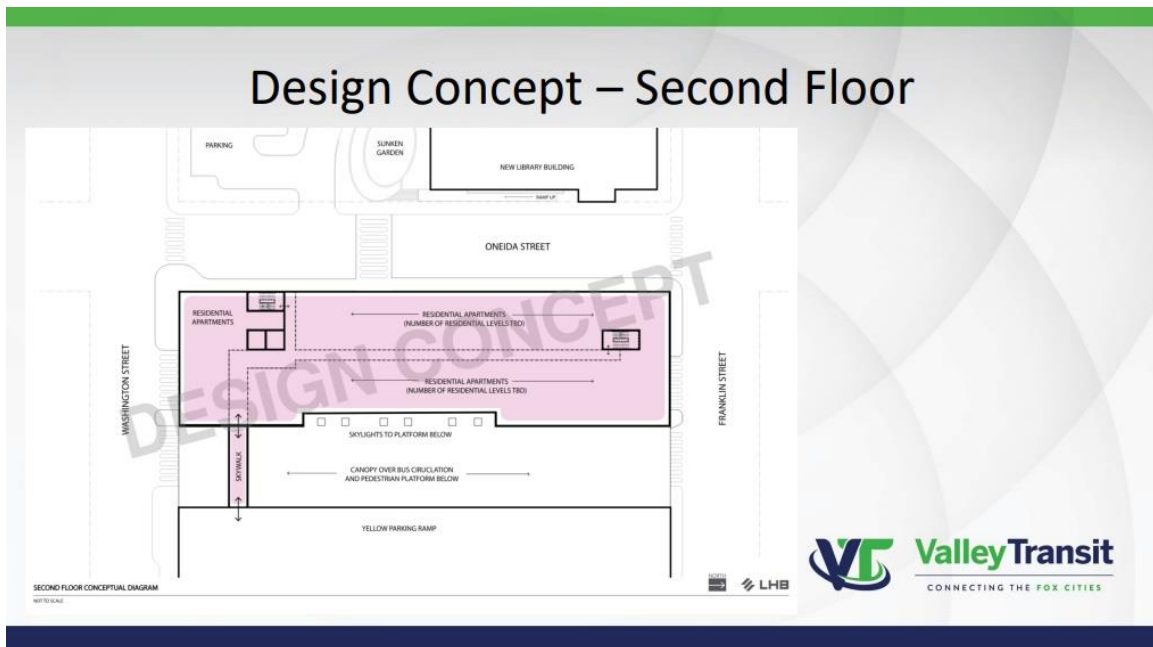 Design Concept – Second Floor
PARKING
SUNKEN
GARDEN
NEW LIBRARY BUILDING
RAMP UP
ONEIDA STREET
RESIDENTIAL
APARTMENTS
RESIDENTIAL APARTMENTS
(NUMBER OF RESIDENTIAL LEVELS TBD)
WASHINGTON STREET
FRANKLIN STREET
RESIDENTIAL APARTMENTS
(NUMBER OF RESIDENTIAL LEVELS TBD)
DESIGN CONCEPT
SKYLIGHTS TO PLATFORM BELOW
SKYWALK
CANOPY OVER BUS CIRUCLATION
AND PEDESTRIAN PLATFORM BELOW
YELLOW PARKING RAMP
SECOND FLOOR CONCEPTUAL DIAGRAM
NOT TO SCALE
NORTH
LHB
VT
Valley Transit
CONNECTING THE FOX CITIES